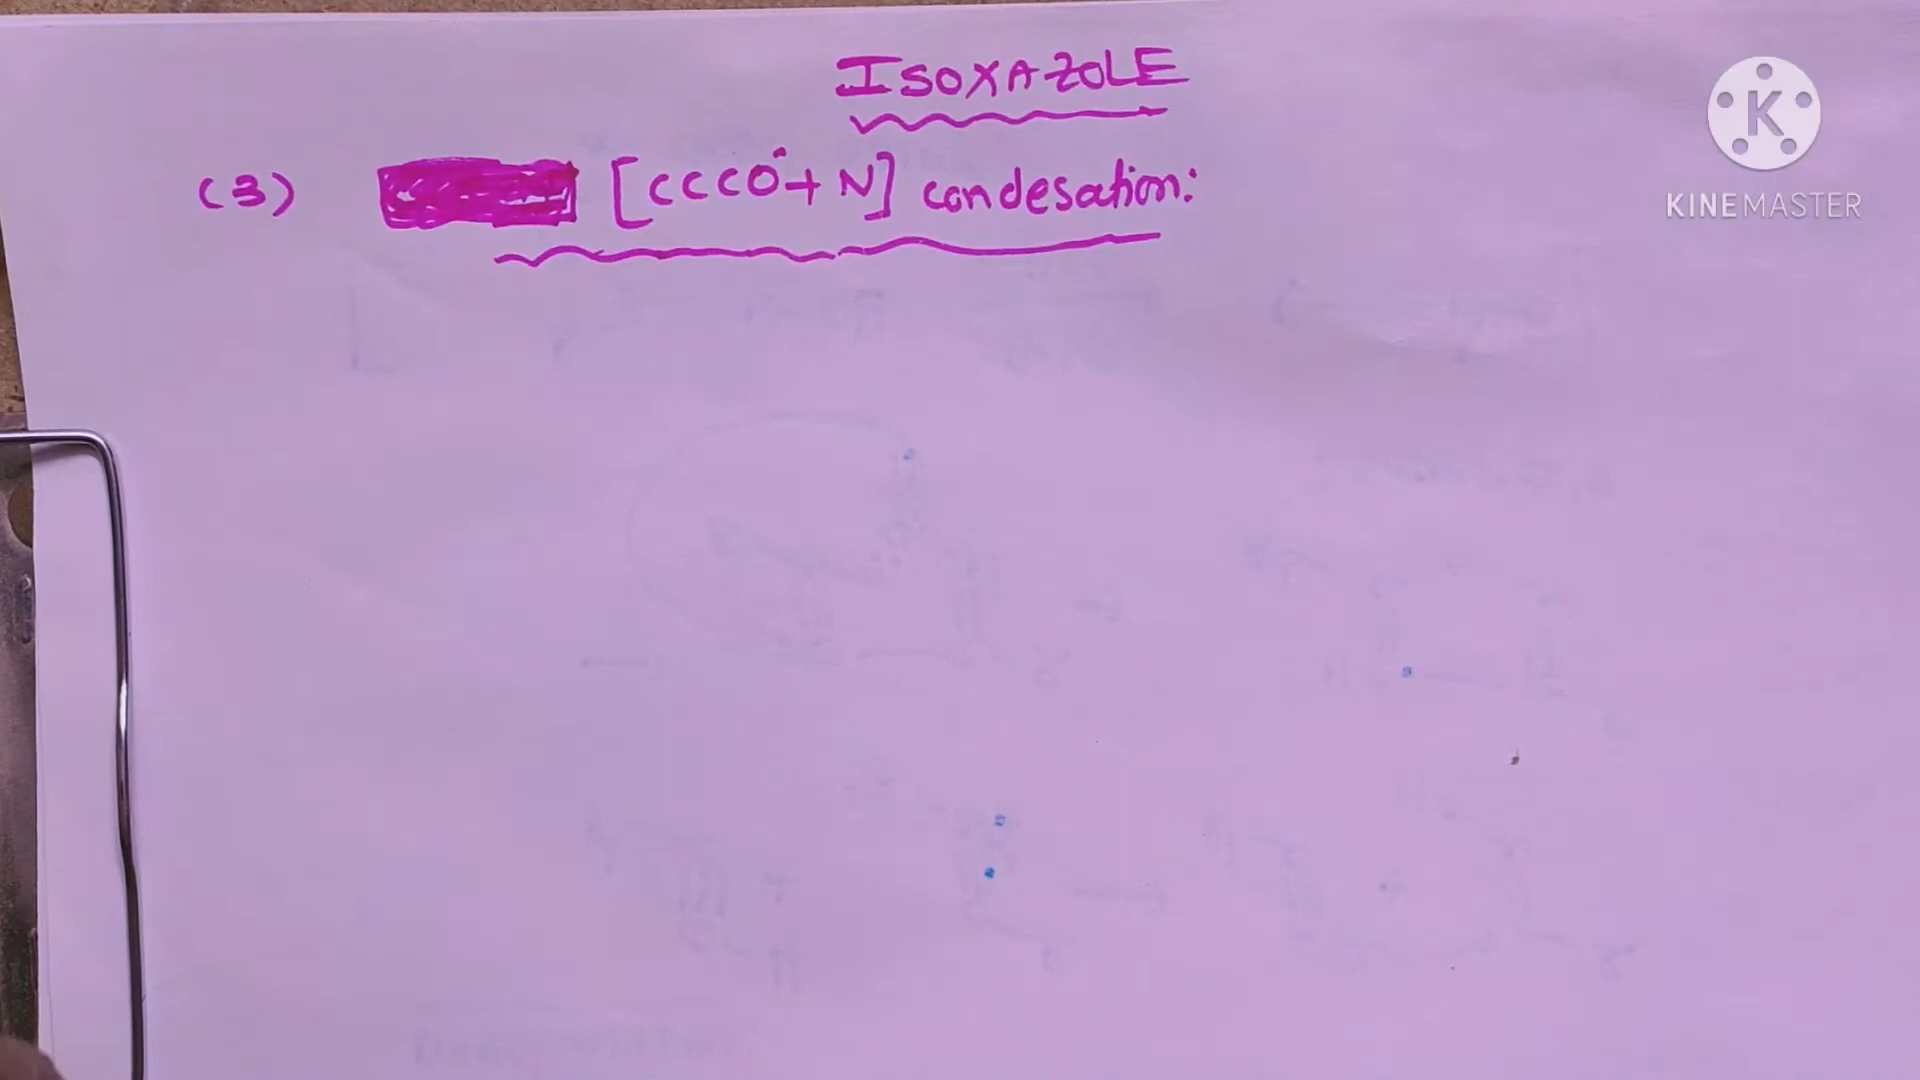 ISOXAZOLE
(3) [CCCO + N] condesation:
K
KINEMASTER